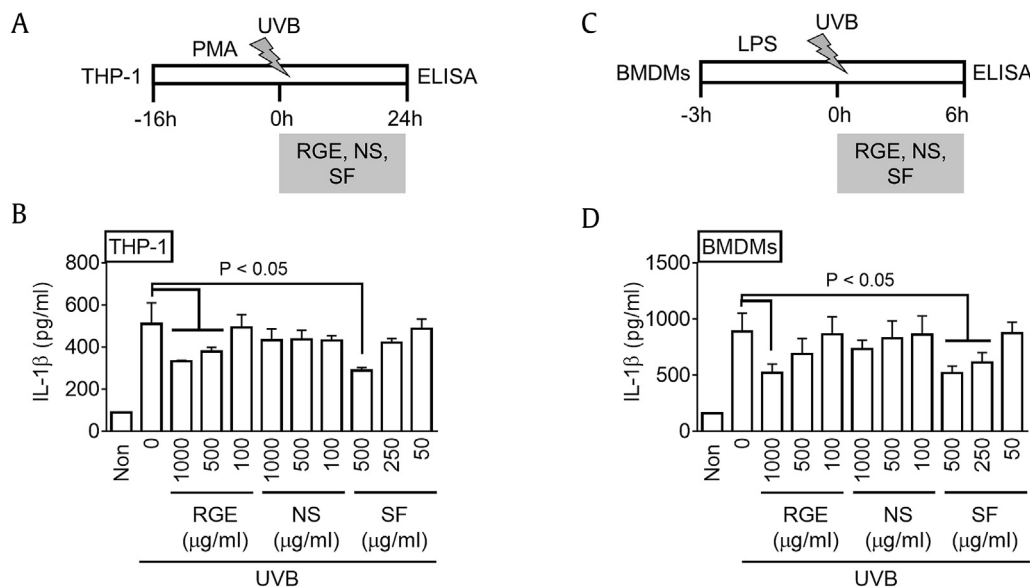 A
UVB
PMA
THP-1
ELISA
-16h
0h
24h
RGE, NS,
SF
C
UVB
LPS
BMDMs
ELISA
-3h
0h
6h
RGE, NS,
SF
B
THP-1
P < 0.05
IL-1β (pg/ml)
800
600
400
200
0
Non
0
1000
500
100
1000
500
100
500
250
50
RGE
(μg/ml)
NS
(μg/ml)
SF
(μg/ml)
UVB
D
BMDMs
P < 0.05
IL-1β (pg/ml)
1500
1000
500
0
Non
0
1000
500
100
1000
500
100
500
250
50
RGE
(μg/ml)
NS
(μg/ml)
SF
(μg/ml)
UVB